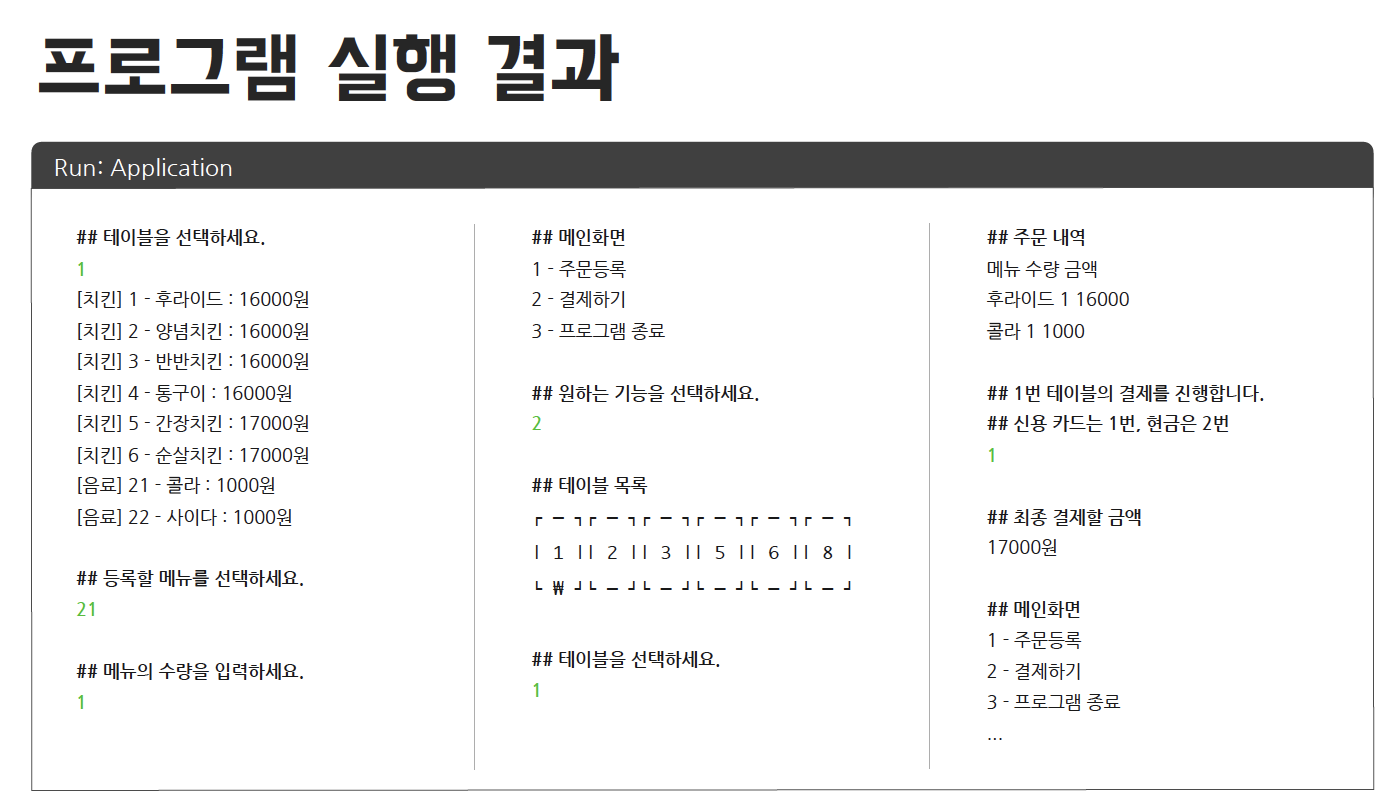 프로그램 실행 결과
Run: Application
## 테이블을 선택하세요.
1
[치킨] 1 - 후라이드 : 16000원
[치킨] 2 - 양념치킨 : 16000원
[치킨] 3 - 반반치킨 : 16000원
[치킨] 4 - 통구이 : 16000원
[치킨] 5 - 간장치킨 : 17000원
[치킨] 6 - 순살치킨 : 17000원
[음료] 21 - 콜라 : 1000원
[음료] 22 - 사이다 : 1000원
## 등록할 메뉴를 선택하세요.
21
## 메뉴의 수량을 입력하세요.
1
## 메인화면
1 - 주문등록
2 - 결제하기
3 - 프로그램 종료
## 원하는 기능을 선택하세요.
2
## 테이블 목록
┌ ─ ┐┌ ─ ┐┌ ─ ┐┌ ─ ┐┌ ─ ┐┌ ─ ┐
| 1 || 2 || 3 || 5 || 6 || 8 |
└ ₩ ┘└ ─ ┘└ ─ ┘└ ─ ┘└ ─ ┘└ ─ ┘
## 테이블을 선택하세요.
1
## 주문 내역
메뉴 수량 금액
후라이드 1 16000
콜라 1 1000
## 1번 테이블의 결제를 진행합니다.
## 신용 카드는 1번, 현금은 2번
1
## 최종 결제할 금액
17000원
## 메인화면
1 - 주문등록
2 - 결제하기
3 - 프로그램 종료
...